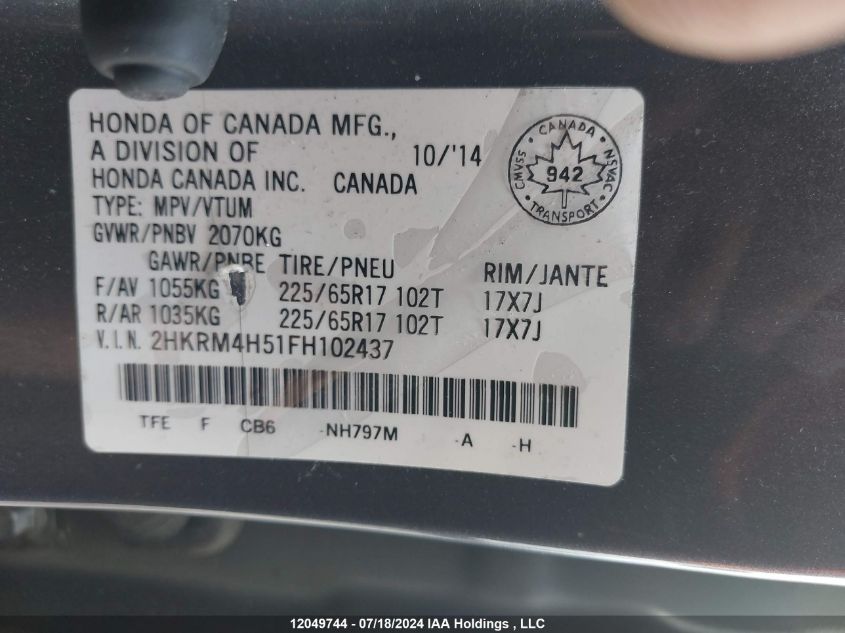 HONDA OF CANADA MFG.,
A DIVISION OF 10/'14
HONDA CANADA INC. CANADA
TYPE: MPV/VTUM
GVWR/PNBV 2070KG
GAWR/PNBE TIRE/PNEU RIM/JANTE
F/AV 1055KG 225/65R17 102T 17X7J
R/AR 1035KG 225/65R17 102T 17X7J
V.I.N. 2HKRM4H51FH102437
TFE F CB6 -NH797M -A -H
CANADA
CMVSS 942 NSVAC
TRANSPORT
12049744 - 07/18/2024 IAA Holdings , LLC